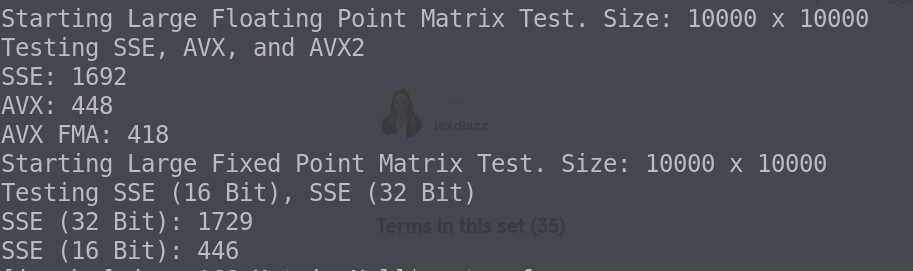 Starting Large Floating Point Matrix Test. Size: 10000 x 10000
Testing SSE, AVX, and AVX2
SSE: 1692
AVX: 448
lexdiazz
AVX FMA: 418
Starting Large Fixed Point Matrix Test. Size: 10000 x 10000
Testing SSE (16 Bit), SSE (32 Bit)
SSE (32 Bit): 1729
Terms in this set (35)
SSE (16 Bit): 446